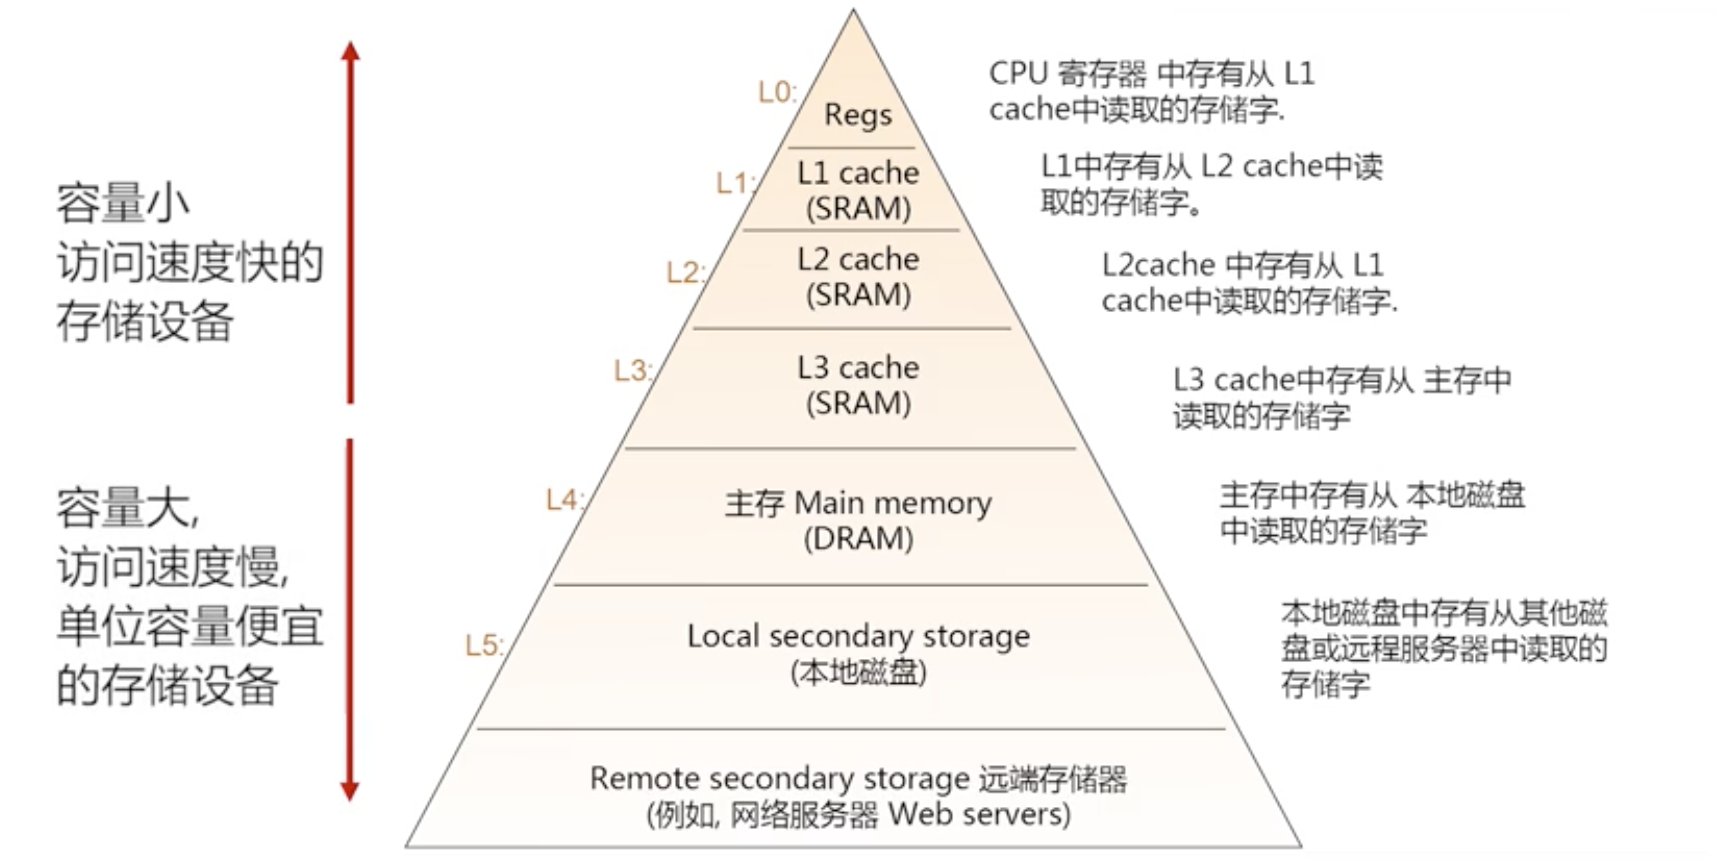 容量小
访问速度快的
存储设备
容量大,
访问速度慢,
单位容量便宜
的存储设备
L0:
Regs
CPU 寄存器 中存有从 L1
cache中读取的存储字.
L1:
L1 cache
(SRAM)
L1中存有从 L2 cache中读
取的存储字。
L2:
L2 cache
(SRAM)
L2cache 中存有从 L1
cache中读取的存储字.
L3:
L3 cache
(SRAM)
L3 cache中存有从 主存中
读取的存储字
L4:
主存 Main memory
(DRAM)
主存中存有从 本地磁盘
中读取的存储字
L5:
Local secondary storage
(本地磁盘)
本地磁盘中存有从其他磁
盘或远程服务器中读取的
存储字
Remote secondary storage 远端存储器
(例如, 网络服务器 Web servers)